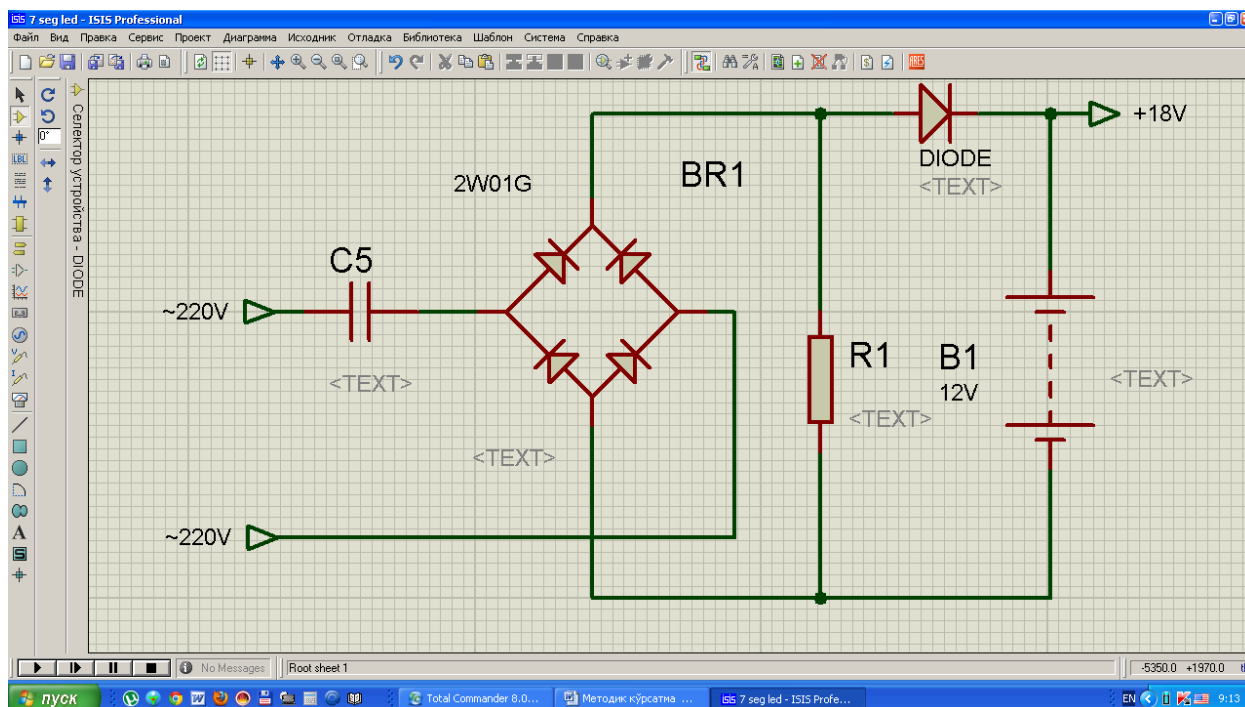 ISIS 7 seg led - ISIS Professional
Файл Вид Правка Сервис Проект Диаграмма Исходник Отладка Библиотека Шаблон Система Справка
0°
Селектор устройства - DIODE
LBL
A
S
+18V
DIODE
<TEXT>
BR1
2W01G
C5
~220V
<TEXT>
R1
<TEXT>
B1
12V
<TEXT>
<TEXT>
~220V
No Messages
Root sheet 1
-5350.0 +1970.0
пуск
Total Commander 8.0...
Методик кўрсатма ...
7 seg led - ISIS Profe...
EN
9:13